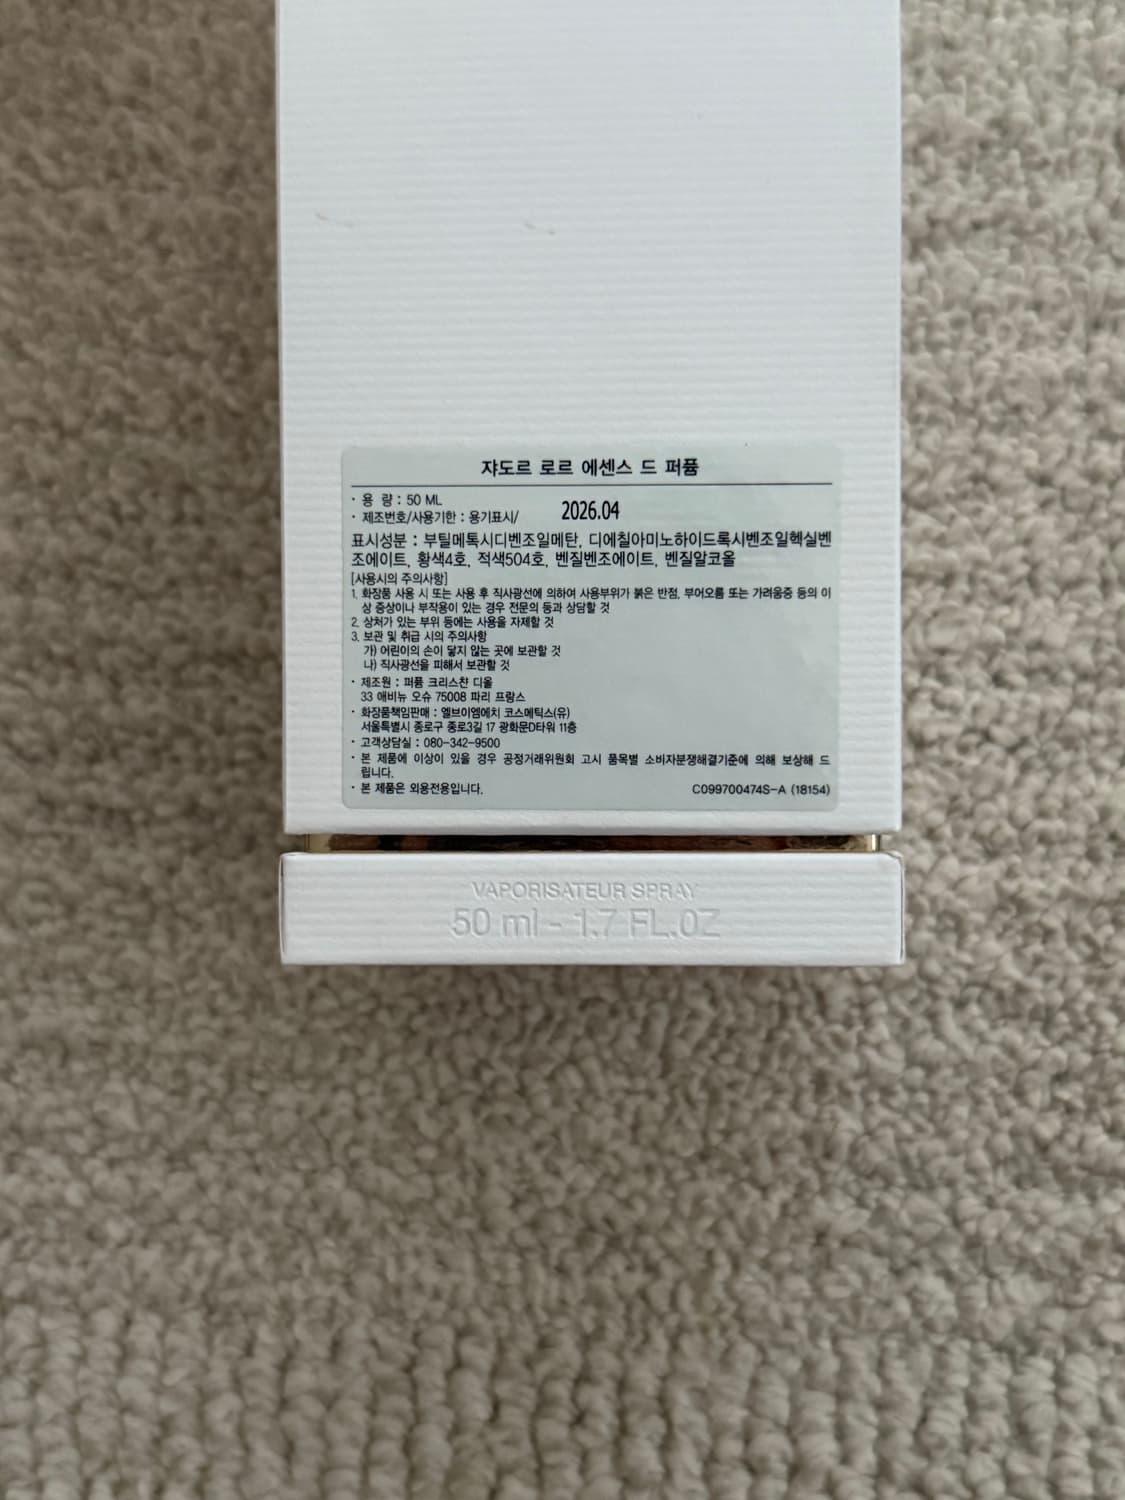 쟈도르 로르 에센스 드 퍼퓸
· 용 량 : 50 ML
· 제조번호/사용기한 : 용기표시/ 2026.04
표시성분 : 부틸메톡시디벤조일메탄, 디에칠아미노하이드록시벤조일헥실벤
조에이트, 황색4호, 적색504호, 벤질벤조에이트, 벤질알코올
[사용시의 주의사항]
1. 화장품 사용 시 또는 사용 후 직사광선에 의하여 사용부위가 붉은 반점, 부어오름 또는 가려움증 등의 이
상 증상이나 부작용이 있는 경우 전문의 등과 상담할 것
2. 상처가 있는 부위 등에는 사용을 자제할 것
3. 보관 및 취급 시의 주의사항
가) 어린이의 손이 닿지 않는 곳에 보관할 것
나) 직사광선을 피해서 보관할 것
· 제조원 : 퍼퓸 크리스챤 디올
33 애비뉴 오슈 75008 파리 프랑스
· 화장품책임판매 : 엘브이엠에치 코스메틱스(유)
서울특별시 종로구 종로3길 17 광화문D타워 11층
· 고객상담실 : 080-342-9500
· 본 제품에 이상이 있을 경우 공정거래위원회 고시 품목별 소비자분쟁해결기준에 의해 보상해 드
립니다.
· 본 제품은 외용전용입니다. C099700474S-A (18154)
VAPORISATEUR SPRAY
50 ml - 1.7 FL.OZ